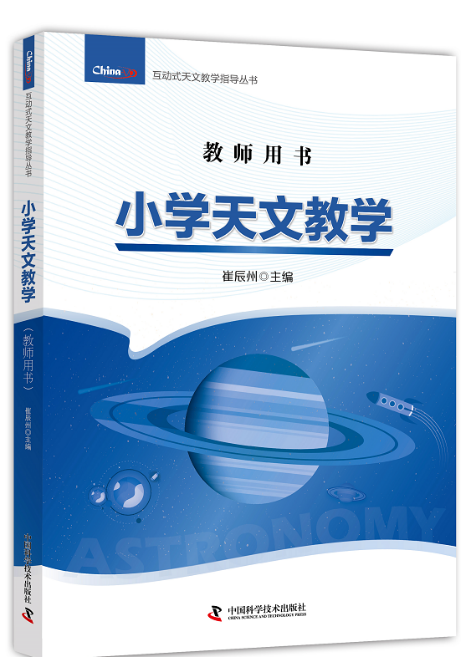 China
互动式天文教学指导丛书
教师用书
小学天文教学
崔辰州◎主编
ASTRONOMY
中国科学技术出版社
CHINA SCIENCE AND TECHNOLOGY PRESS
China
互动式天文教学指导丛书
小学天文教学
（教师用书）
崔辰州◎主编
中国科学技术出版社